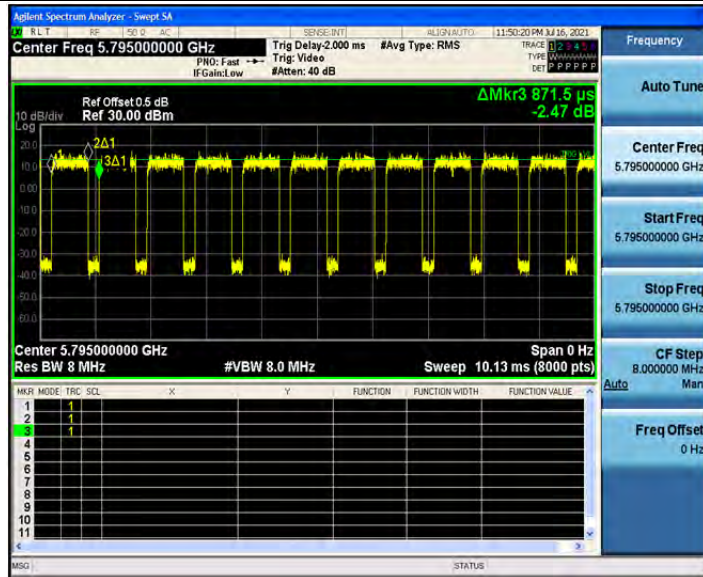 Agilent Spectrum Analyzer - Swept SA
RL T RF 50 Ω AC SENSE:INT ALIGN AUTO 11:50:20 PM Jul 16, 2021
Center Freq 5.795000000 GHz
PNO: Fast
IFGain:Low
Trig Delay-2.000 ms
Trig: Video
#Atten: 40 dB
#Avg Type: RMS
TRACE 1 2 3 4 5 6
TYPE
DET P P P P P P
ΔMkr3 871.5 µs
-2.47 dB
Ref Offset 0.5 dB
10 dB/div Ref 30.00 dBm
Log
20.0
10.0
0.00
-10.0
-20.0
-30.0
-40.0
-50.0
-60.0
1
2Δ1
3Δ1
Center 5.795000000 GHz Span 0 Hz
Res BW 8 MHz #VBW 8.0 MHz Sweep 10.13 ms (8000 pts)
MKR MODE TRC SCL X Y FUNCTION FUNCTION WIDTH FUNCTION VALUE
1 1
2 1
3 1
4
5
6
7
8
9
10
11
MSG STATUS
Frequency
Auto Tune
Center Freq
5.795000000 GHz
Start Freq
5.795000000 GHz
Stop Freq
5.795000000 GHz
CF Step
8.000000 MHz
Auto Man
Freq Offset
0 Hz